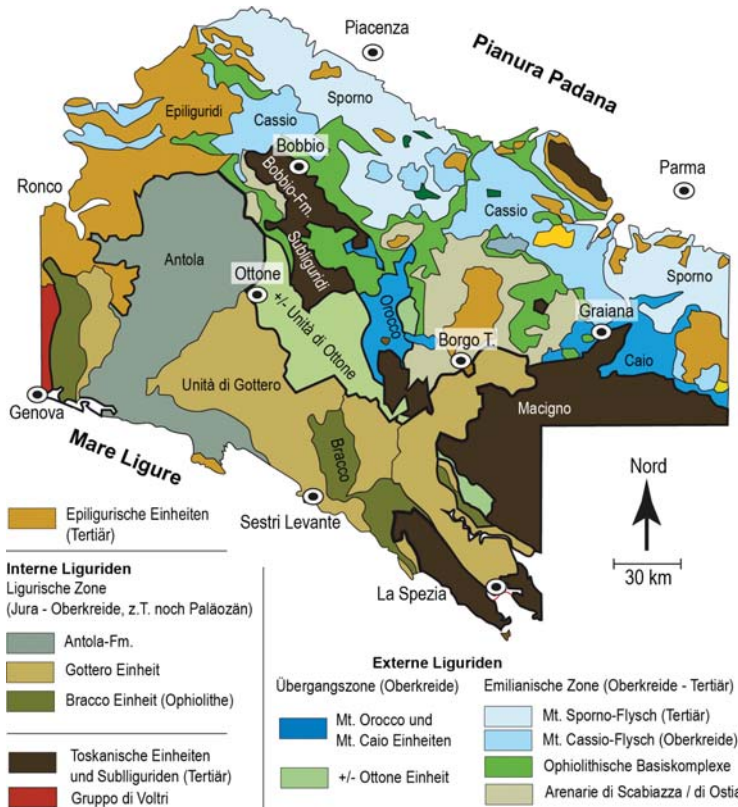 Piacenza
Pianura Padana
Sporno
Epiliguridi
Cassio
Bobbio
Parma
Ronco
Bobbio-Fm.
Cassio
Antola
Subliguridi
Sporno
Ottone
Orocco
Graiana
+/- Unità di Ottone
Borgo T.
Caio
Unità di Gottero
Genova
Macigno
Mare Ligure
Bracco
Nord
Sestri Levante
30 km
La Spezia
Epiligurische Einheiten
(Tertiär)
Interne Liguriden
Ligurische Zone
(Jura - Oberkreide, z.T. noch Paläozän)
Antola-Fm.
Gottero Einheit
Bracco Einheit (Ophiolithe)
Toskanische Einheiten
und Sublliguriden (Tertiär)
Gruppo di Voltri
Externe Liguriden
Übergangszone (Oberkreide)
Mt. Orocco und
Mt. Caio Einheiten
+/- Ottone Einheit
Emilianische Zone (Oberkreide - Tertiär)
Mt. Sporno-Flysch (Tertiär)
Mt. Cassio-Flysch (Oberkreide)
Ophiolithische Basiskomplexe
Arenarie di Scabiazza / di Ostia